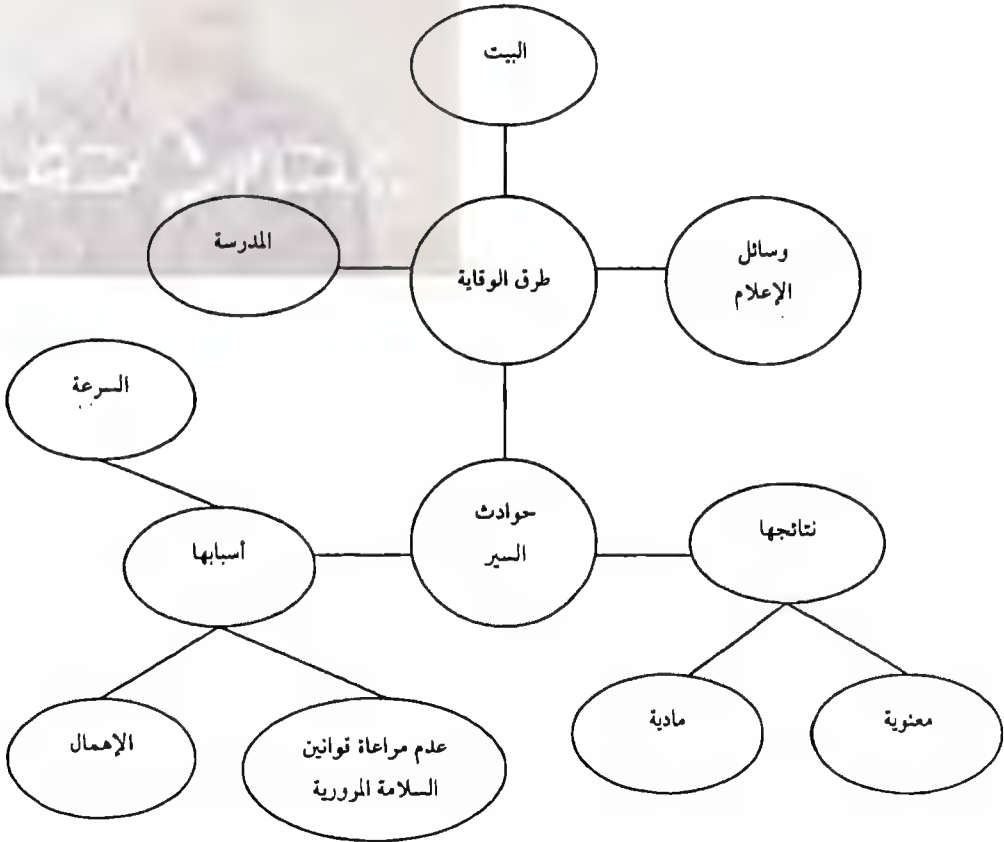 البيت
وسائل
الإعلام
طرق الوقاية
المدرسة
السرعة
حوادث
السير
نتائجها
أسبابها
معنوية
مادية
عدم مراعاة قوانين
السلامة المرورية
الإهمال